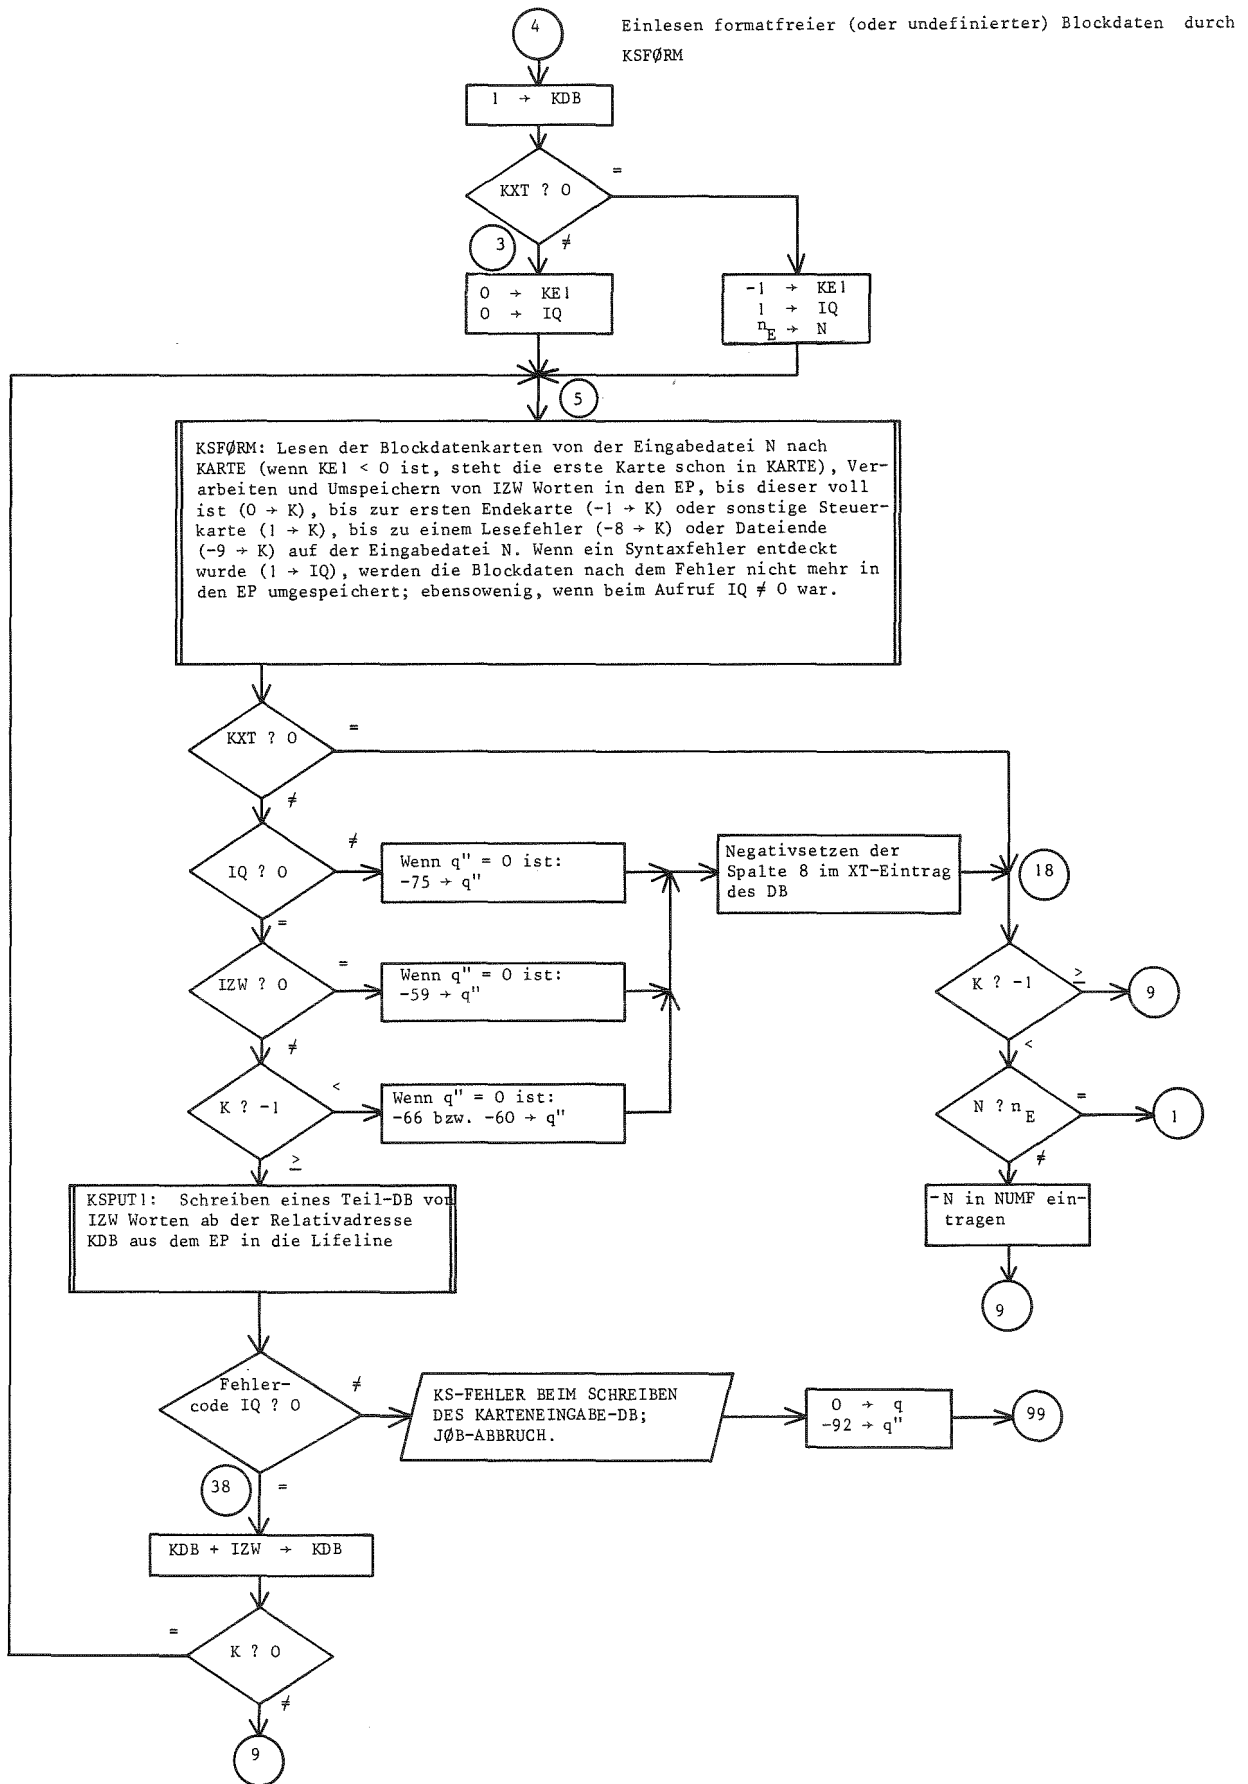 4
Einlesen formatfreier (oder undefinierter) Blockdaten durch
KSFØRM
1 → KDB
KXT ? 0
=
3
≠
0 → KE1
0 → IQ
-1 → KE1
1 → IQ
n_E → N
5
KSFØRM: Lesen der Blockdatenkarten von der Eingabedatei N nach
KARTE (wenn KE1 < 0 ist, steht die erste Karte schon in KARTE), Ver-
arbeiten und Umspeichern von IZW Worten in den EP, bis dieser voll
ist (0 → K), bis zur ersten Endekarte (-1 → K) oder sonstige Steuer-
karte (1 → K), bis zu einem Lesefehler (-8 → K) oder Dateiende
(-9 → K) auf der Eingabedatei N. Wenn ein Syntaxfehler entdeckt
wurde (1 → IQ), werden die Blockdaten nach dem Fehler nicht mehr in
den EP umgespeichert; ebensowenig, wenn beim Aufruf IQ ≠ 0 war.
KXT ? 0
=
≠
IQ ? 0
≠
Wenn q" = 0 ist:
-75 → q"
Negativsetzen der
Spalte 8 im XT-Eintrag
des DB
18
=
IZW ? 0
=
Wenn q" = 0 ist:
-59 → q"
K ? -1
≥
9
≠
<
K ? -1
<
Wenn q" = 0 ist:
-66 bzw. -60 → q"
N ? n_E
=
1
≥
≠
KSPUT1: Schreiben eines Teil-DB von
IZW Worten ab der Relativadresse
KDB aus dem EP in die Lifeline
-N in NUMF ein-
tragen
9
Fehler-
code IQ ? 0
≠
KS-FEHLER BEIM SCHREIBEN
DES KARTENEINGABE-DB;
JØB-ABBRUCH.
0 → q
-92 → q"
99
38
=
KDB + IZW → KDB
K ? 0
=
≠
9